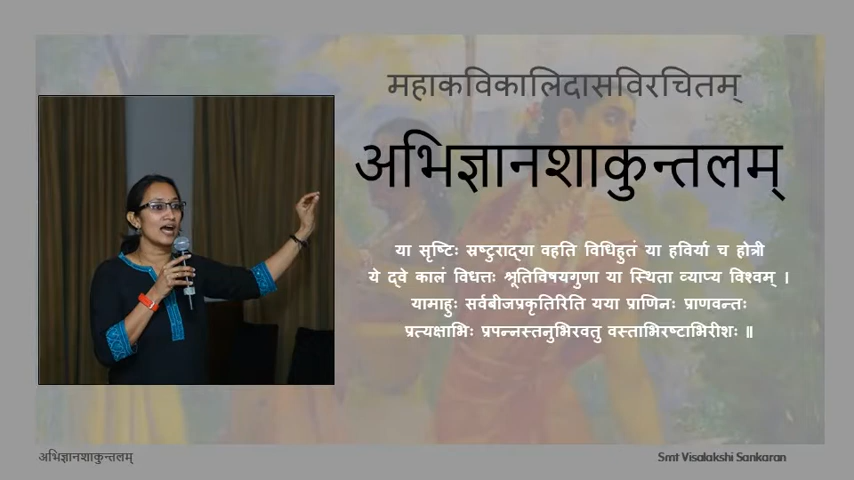 महाकविकालिदासविरचितम्
अभिज्ञानशाकुन्तलम्
या सृष्टिः स्रष्टुराद्या वहति विधिहुतं या हविर्या च होत्री
ये द्वे कालं विधत्तः श्रूतिविषयगुणा या स्थिता व्याप्य विश्वम् ।
यामाहुः सर्वबीजप्रकृतिरिति यया प्राणिनः प्राणवन्तः
प्रत्यक्षाभिः प्रपन्नस्तनुभिरवतु वस्ताभिरष्टाभिरीशः ॥
अभिज्ञानशाकुन्तलम्
Smt Visalakshi Sankaran